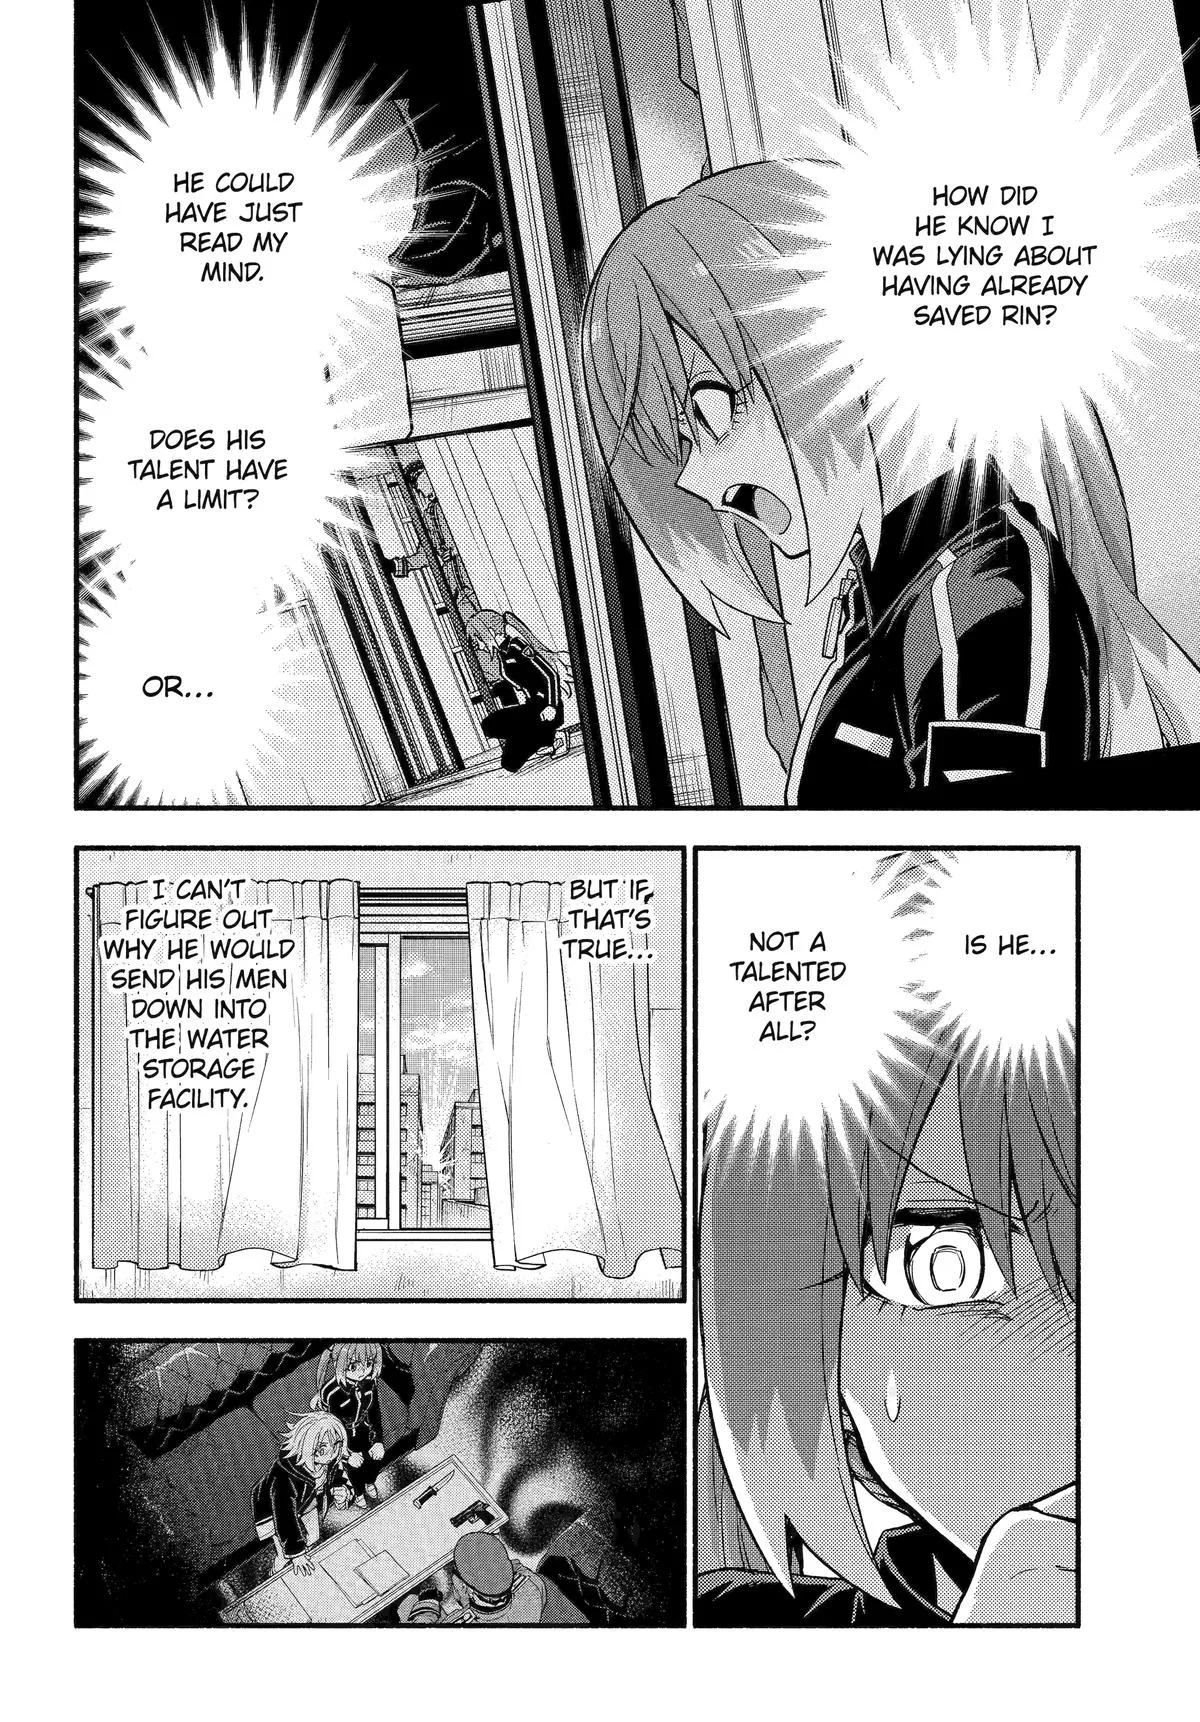 HOW DID
HE KNOW I
WAS LYING ABOUT
HAVING ALREADY
SAVED RIN?
HE COULD
HAVE JUST
READ MY
MIND.
DOES HIS
TALENT HAVE
A LIMIT?
OR...
IS HE...
NOT A
TALENTED
AFTER
ALL?
BUT IF
THAT'S
TRUE...
I CAN'T
FIGURE OUT
WHY HE WOULD
SEND HIS MEN
DOWN INTO
THE WATER
STORAGE
FACILITY.